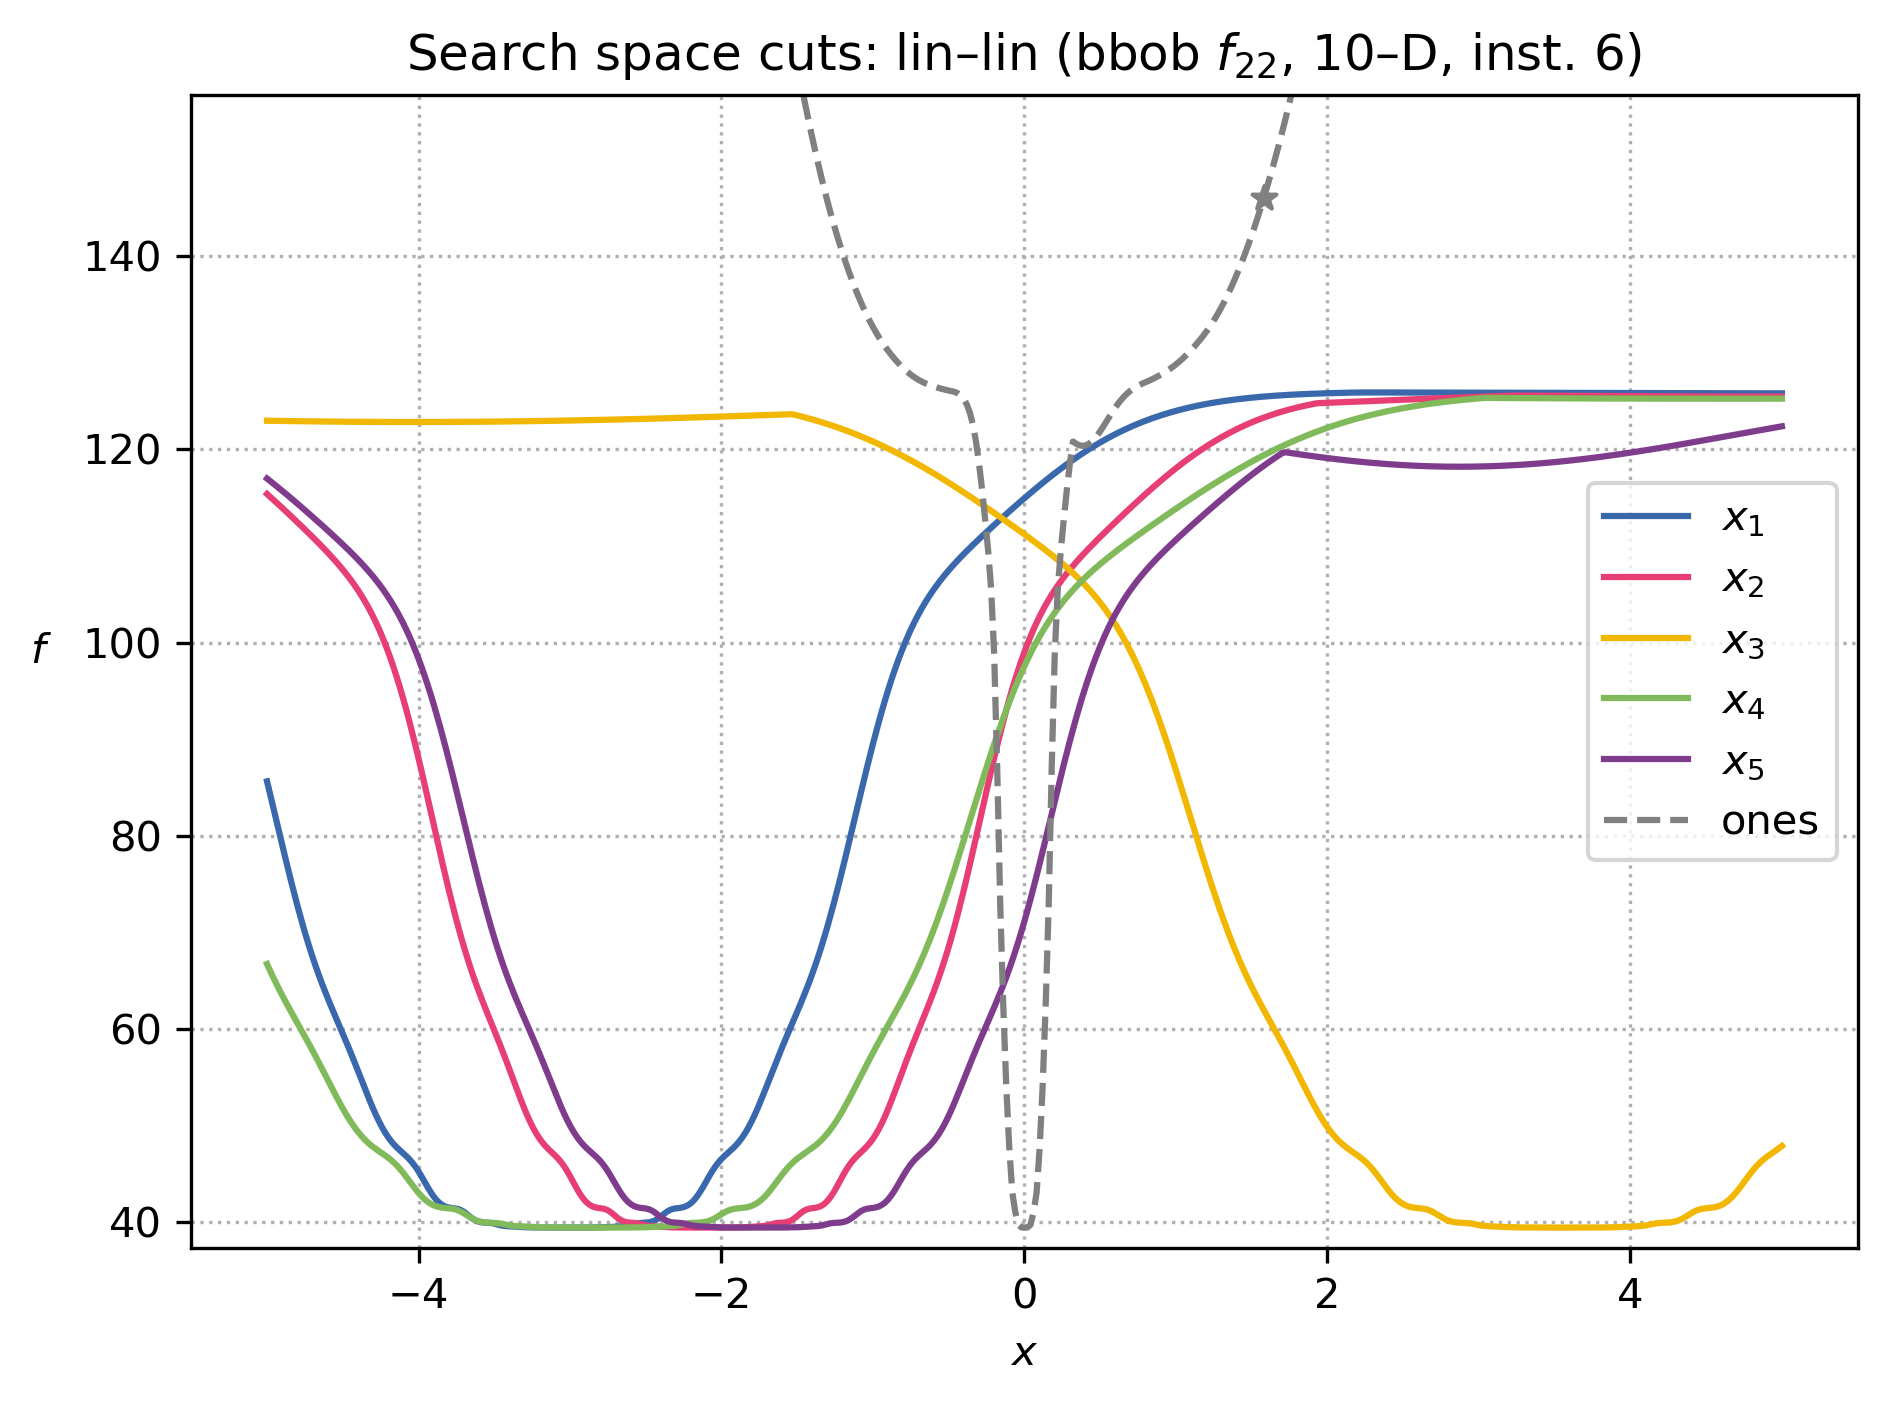 Search space cuts: lin–lin (bbob f₂₂, 10–D, inst. 6)
140
120
100
80
60
40
f
−4
−2
0
2
4
x
x₁
x₂
x₃
x₄
x₅
ones